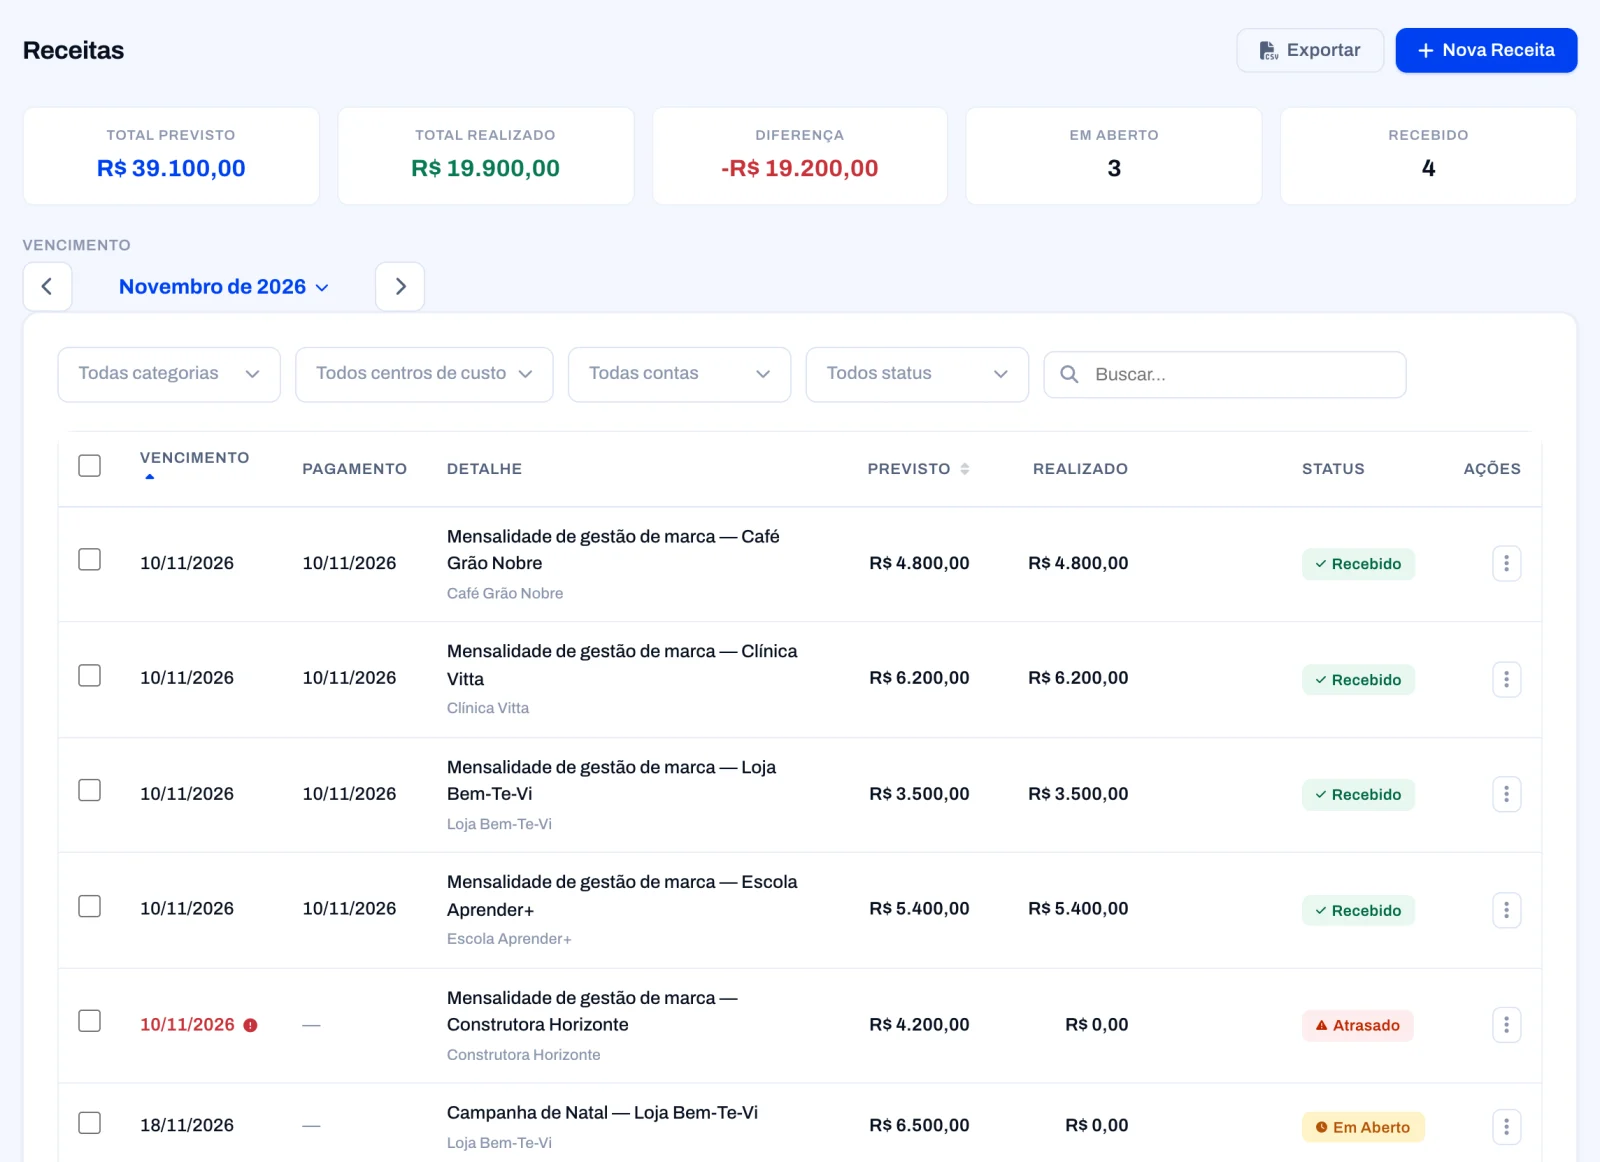 Receitas
Exportar
Nova Receita
TOTAL PREVISTO
R$ 39.100,00
TOTAL REALIZADO
R$ 19.900,00
DIFERENÇA
-R$ 19.200,00
EM ABERTO
3
RECEBIDO
4
VENCIMENTO
Novembro de 2026
Todas categorias
Todos centros de custo
Todas contas
Todos status
Buscar...
VENCIMENTO PAGAMENTO DETALHE PREVISTO REALIZADO STATUS AÇÕES
Mensalidade de gestão de marca — Café
10/11/2026 10/11/2026 Grão Nobre R$ 4.800,00 R$ 4.800,00 Recebido
Café Grão Nobre
Mensalidade de gestão de marca — Clínica
10/11/2026 10/11/2026 Vitta R$ 6.200,00 R$ 6.200,00 Recebido
Clínica Vitta
Mensalidade de gestão de marca — Loja
10/11/2026 10/11/2026 Bem-Te-Vi R$ 3.500,00 R$ 3.500,00 Recebido
Loja Bem-Te-Vi
Mensalidade de gestão de marca — Escola
10/11/2026 10/11/2026 Aprender+ R$ 5.400,00 R$ 5.400,00 Recebido
Escola Aprender+
Mensalidade de gestão de marca —
10/11/2026 — Construtora Horizonte R$ 4.200,00 R$ 0,00 Atrasado
Construtora Horizonte
Campanha de Natal — Loja Bem-Te-Vi
18/11/2026 — R$ 6.500,00 R$ 0,00 Em Aberto
Loja Bem-Te-Vi